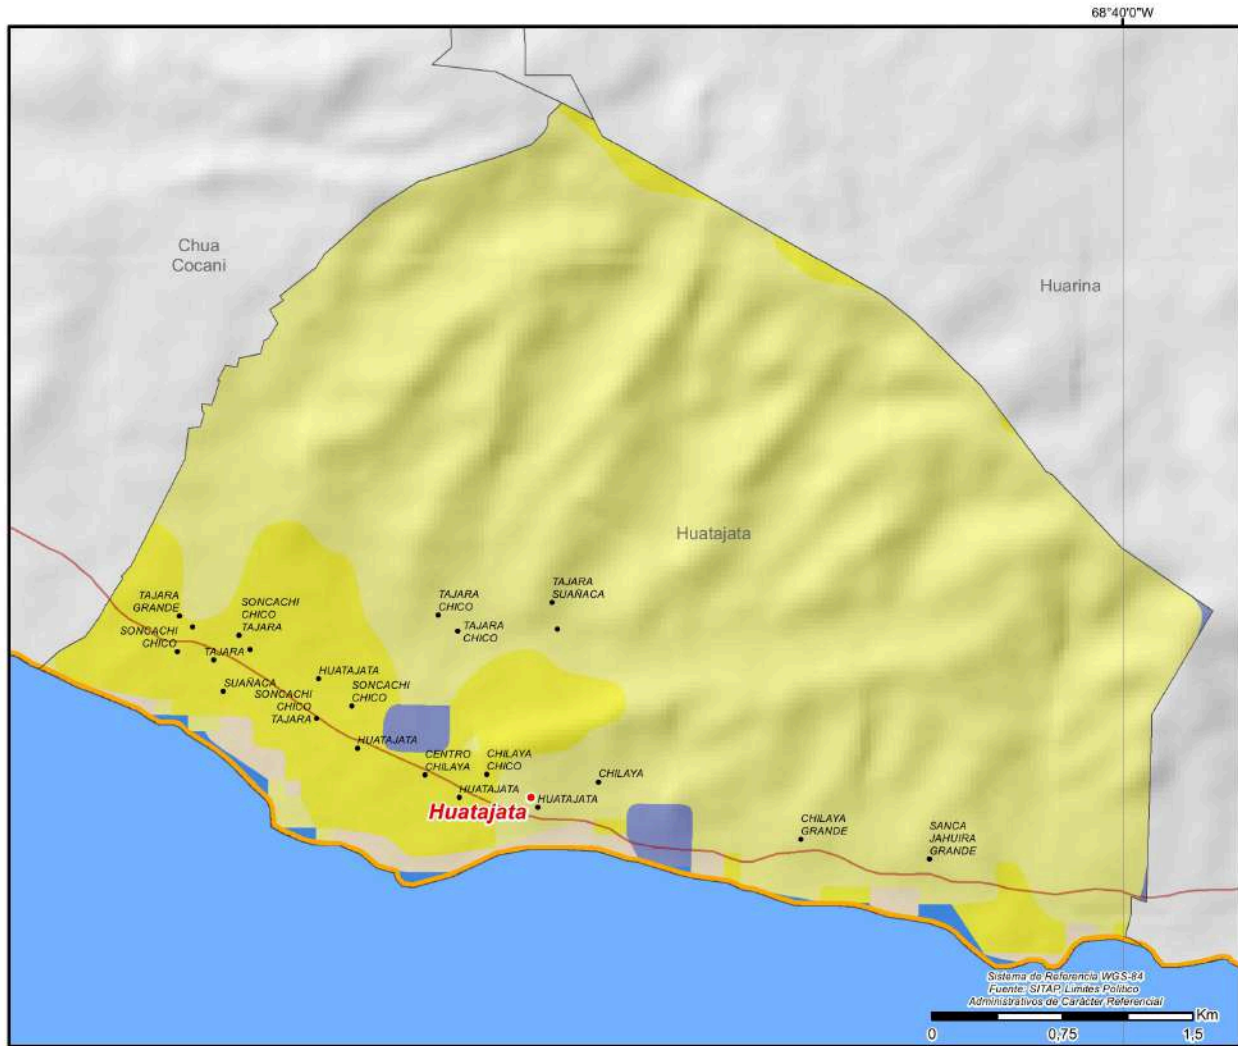 68°40'0"W
Chua
Cocani
Huarina
Huatajata
TAJARA
GRANDE
SONCACHI
CHICO
SONCACHI
CHICO
TAJARA
TAJARA
TAJARA
CHICO
TAJARA
CHICO
TAJARA
SUAÑACA
SUAÑACA
HUATAJATA
SONCACHI
CHICO
SONCACHI
CHICO
TAJARA
HUATAJATA
CENTRO
CHILAYA
CHILAYA
CHICO
CHILAYA
HUATAJATA
HUATAJATA
Huatajata
CHILAYA
GRANDE
SANCA
JAHUIRA
GRANDE
Sistema de Referencia WGS-84
Fuente: SITAP, Limites Político
Administrativos de Carácter Referencial
Km
0 0,75 1,5